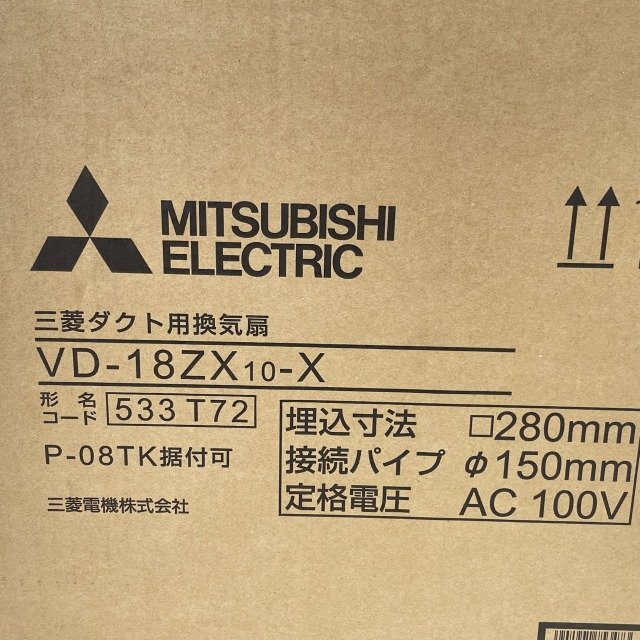 MITSUBISHI
ELECTRIC
三菱ダクト用換気扇
VD-18ZX10-X
形名
コード 533 T72
P-08TK据付可
三菱電機株式会社
埋込寸法 □280mm
接続パイプ φ150mm
定格電圧 AC 100V